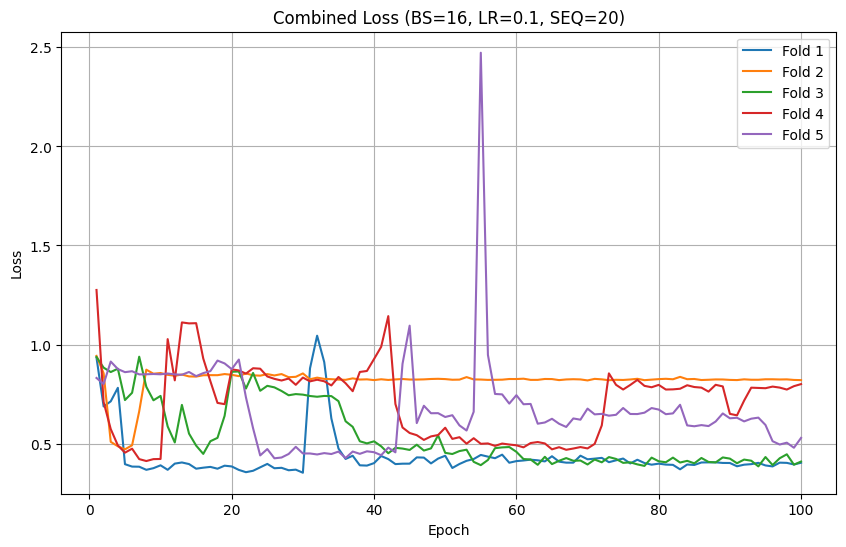 Combined Loss (BS=16, LR=0.1, SEQ=20)
2.5
2.0
1.5
1.0
0.5
Loss
0 20 40 60 80 100
Epoch
Fold 1
Fold 2
Fold 3
Fold 4
Fold 5